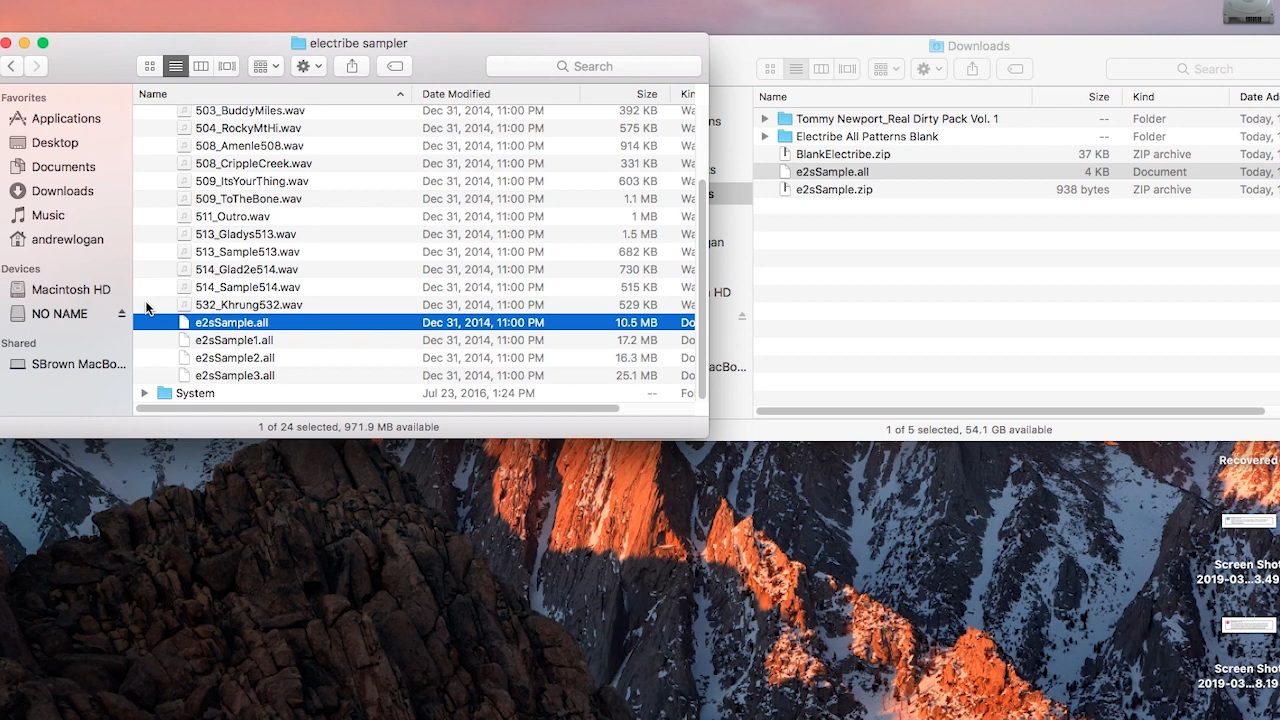 electribe sampler
Search
Favorites
Applications
Desktop
Documents
Downloads
Music
andrewlogan
Devices
Macintosh HD
NO NAME
Shared
SBrown MacBo...
Name Date Modified Size Kin
503_BuddyMiles.wav Dec 31, 2014, 11:00 PM 392 KB Wa
504_RockyMtHi.wav Dec 31, 2014, 11:00 PM 575 KB Wa
508_Amenle508.wav Dec 31, 2014, 11:00 PM 914 KB Wa
508_CrippleCreek.wav Dec 31, 2014, 11:00 PM 331 KB Wa
509_ItsYourThing.wav Dec 31, 2014, 11:00 PM 603 KB Wa
509_ToTheBone.wav Dec 31, 2014, 11:00 PM 1.1 MB Wa
511_Outro.wav Dec 31, 2014, 11:00 PM 1 MB Wa
513_Gladys513.wav Dec 31, 2014, 11:00 PM 1.5 MB Wa
513_Sample513.wav Dec 31, 2014, 11:00 PM 682 KB Wa
514_Glad2e514.wav Dec 31, 2014, 11:00 PM 730 KB Wa
514_Sample514.wav Dec 31, 2014, 11:00 PM 515 KB Wa
532_Khrung532.wav Dec 31, 2014, 11:00 PM 529 KB Wa
e2sSample.all Dec 31, 2014, 11:00 PM 10.5 MB Do
e2sSample1.all Dec 31, 2014, 11:00 PM 17.2 MB Do
e2sSample2.all Dec 31, 2014, 11:00 PM 16.3 MB Do
e2sSample3.all Dec 31, 2014, 11:00 PM 25.1 MB Do
System Jul 23, 2016, 1:24 PM -- Fo
1 of 24 selected, 971.9 MB available
Downloads
Search
ns
s
s
gan
HD
acBo...
Name Size Kind Date Ad
Tommy Newport_Real Dirty Pack Vol. 1 -- Folder Today,
Electribe All Patterns Blank -- Folder Today,
BlankElectribe.zip 37 KB ZIP archive Today,
e2sSample.all 4 KB Document Today,
e2sSample.zip 938 bytes ZIP archive Today,
1 of 5 selected, 54.1 GB available
Recovered
Screen Shot
2019-03...3.49
Screen Shot
2019-03...8.19